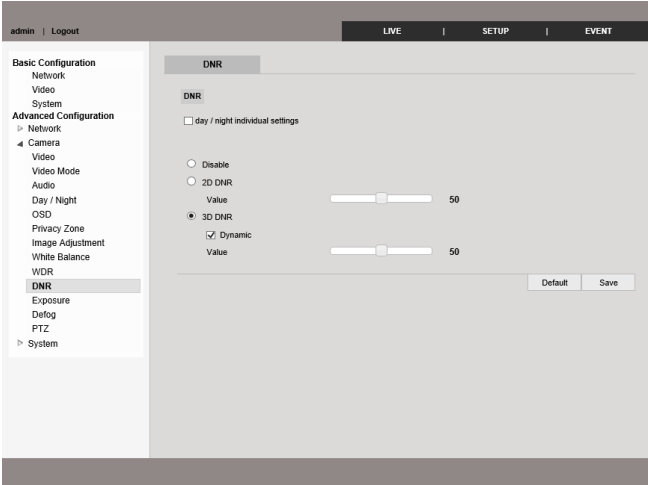 admin | Logout
LIVE | SETUP | EVENT
Basic Configuration
Network
Video
System
Advanced Configuration
Network
Camera
Video
Video Mode
Audio
Day / Night
OSD
Privacy Zone
Image Adjustment
White Balance
WDR
DNR
Exposure
Defog
PTZ
System
DNR
DNR
day / night individual settings
Disable
2D DNR
Value 50
3D DNR
Dynamic
Value 50
Default Save